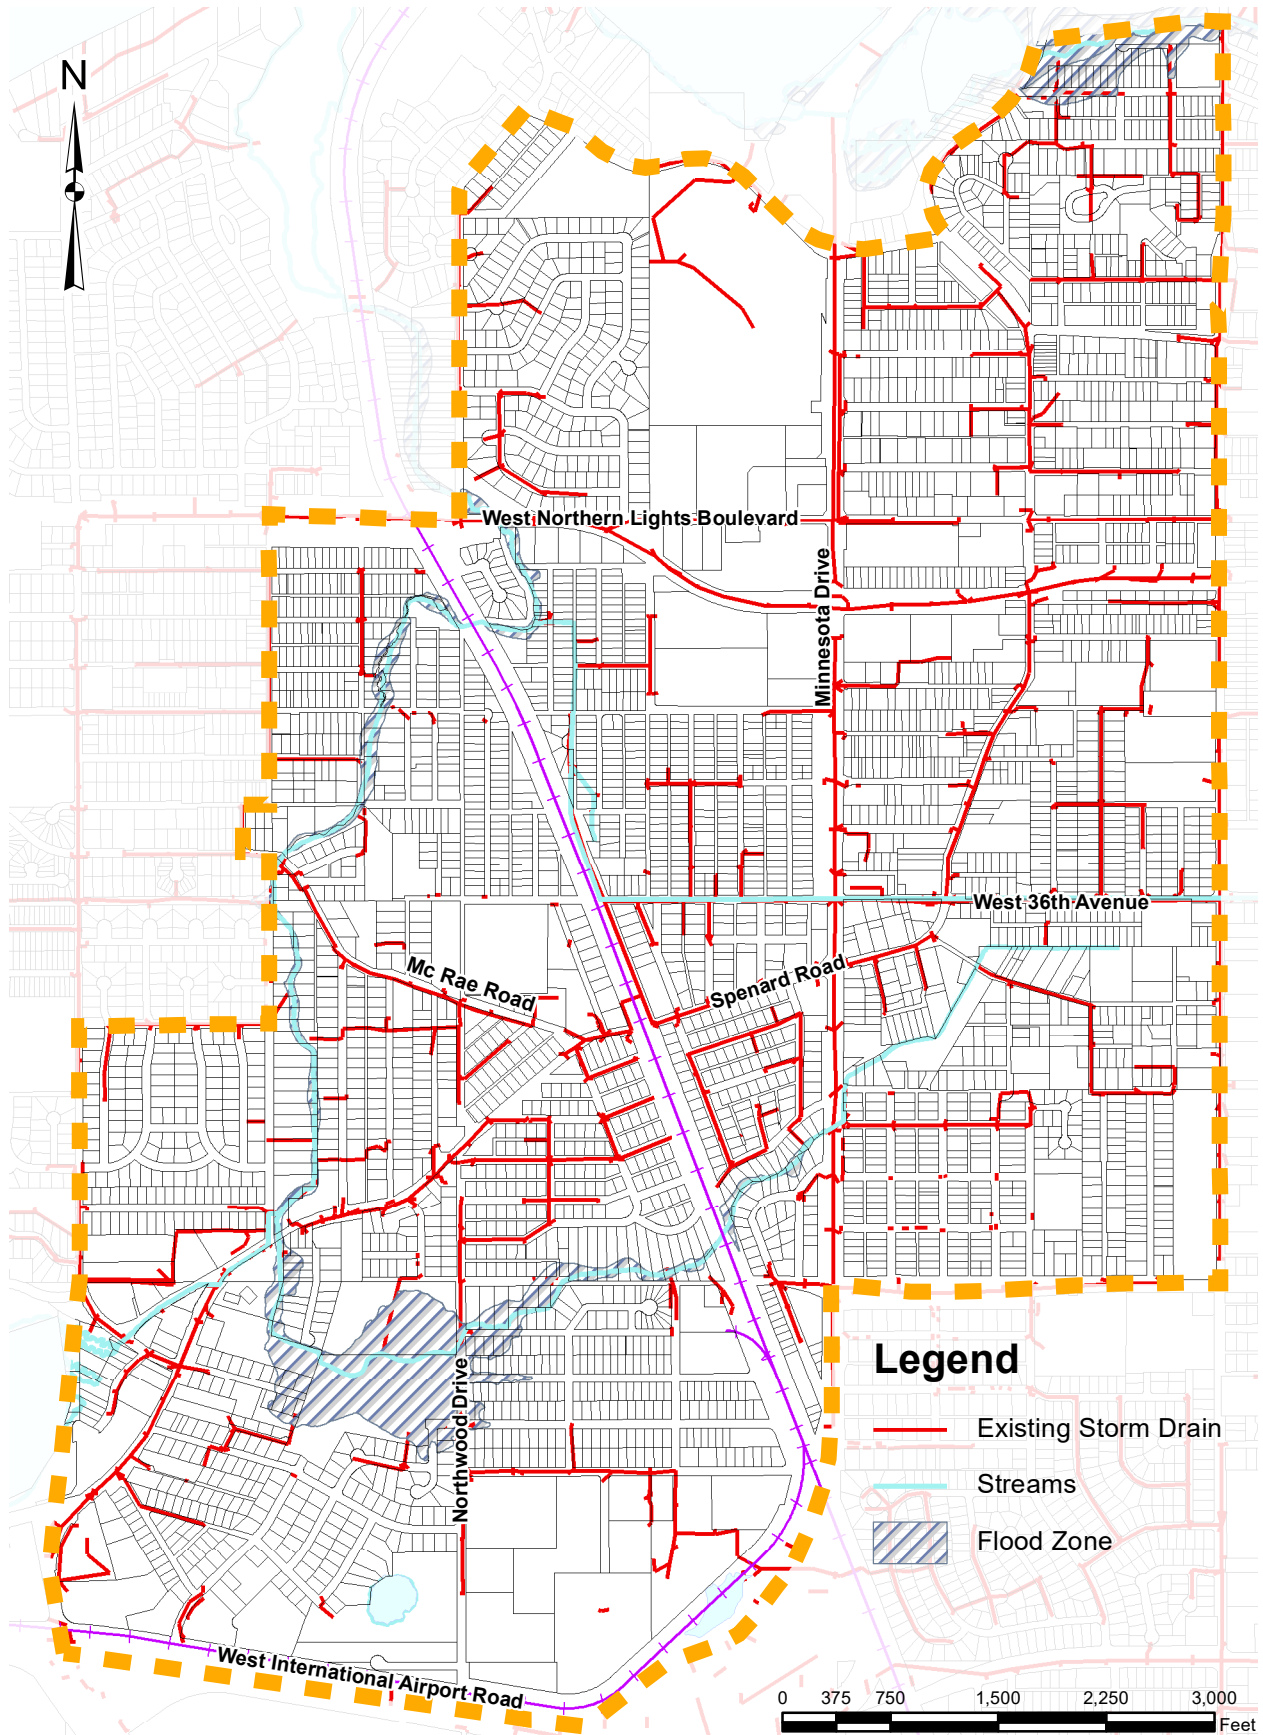 N
West Northern Lights Boulevard
Minnesota Drive
West 36th Avenue
Mc Rae Road
Spenard Road
Legend
Existing Storm Drain
Streams
Flood Zone
Northwood Drive
West International Airport Road
0 375 750 1,500 2,250 3,000
Feet